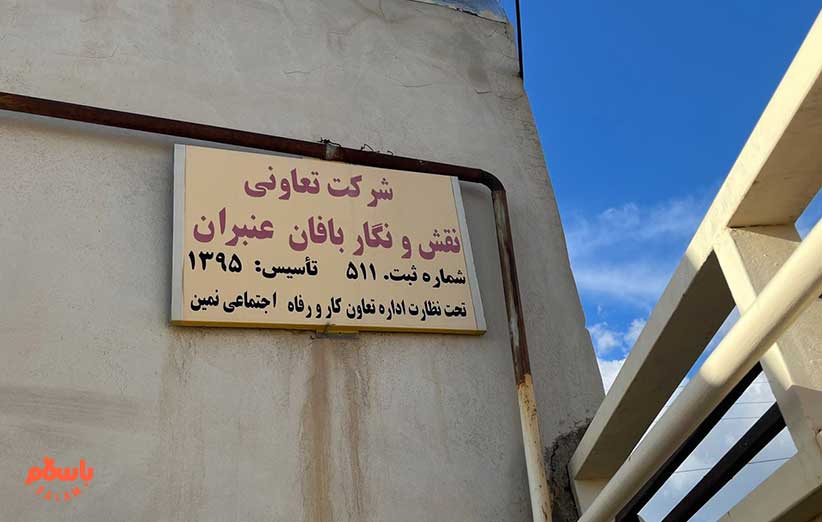 شرکت تعاونی
نقش و نگار بافان عنبران
شماره ثبت. ۵۱۱ تأسیس: ۱۳۹۵
تحت نظارت اداره تعاون کار و رفاه اجتماعی نمین
باسلام
BASALAM